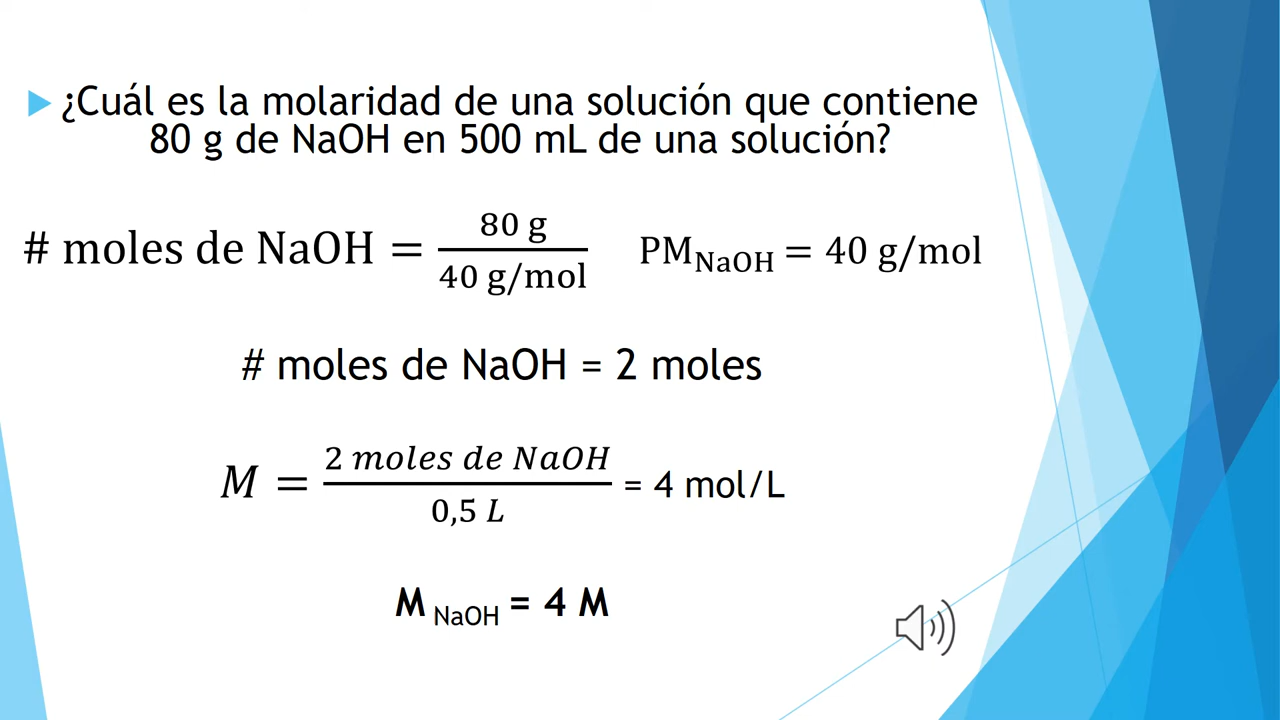 ¿Cuál es la molaridad de una solución que contiene
80 g de NaOH en 500 mL de una solución?
# moles de NaOH = 80 g / 40 g/mol PM NaOH = 40 g/mol
# moles de NaOH = 2 moles
M = 2 moles de NaOH / 0,5 L = 4 mol/L
M NaOH = 4 M